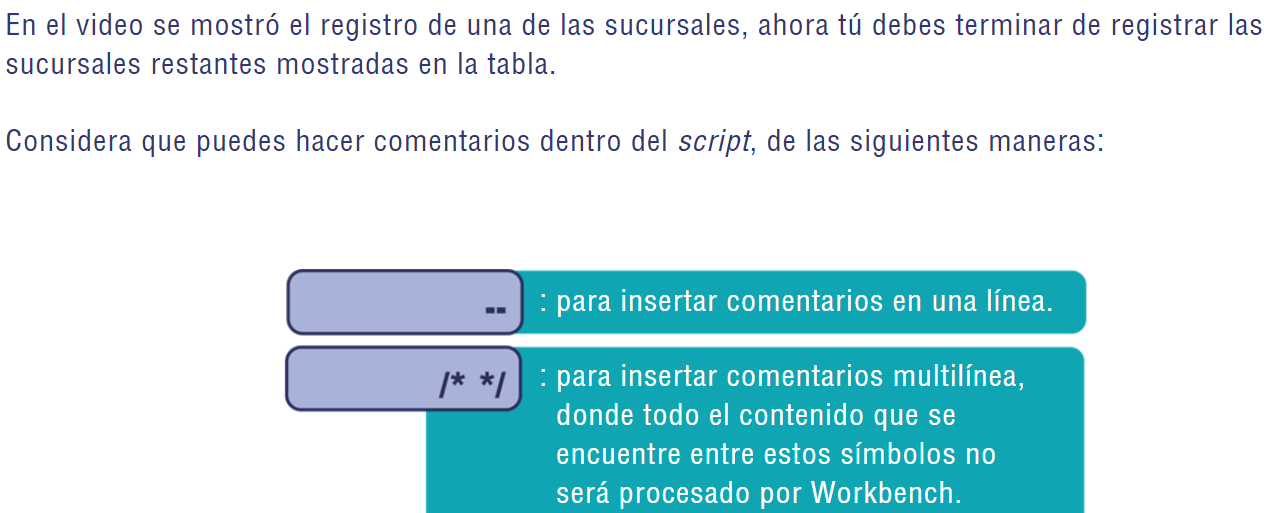 En el video se mostró el registro de una de las sucursales, ahora tú debes terminar de registrar las
sucursales restantes mostradas en la tabla.
Considera que puedes hacer comentarios dentro del script, de las siguientes maneras:
-- : para insertar comentarios en una línea.
/* */ : para insertar comentarios multilínea,
donde todo el contenido que se
encuentre entre estos símbolos no
será procesado por Workbench.